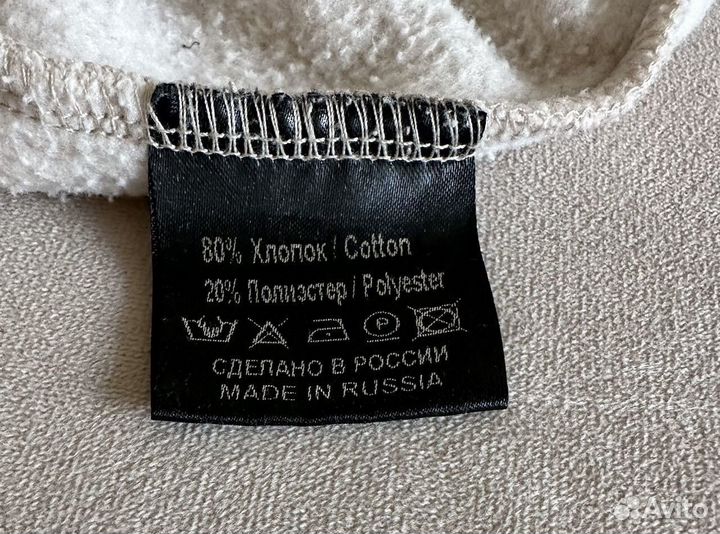 80% Хлопок / Cotton
20% Полиэстер / Polyester
P
СДЕЛАНО В РОССИИ
MADE IN RUSSIA
Avito